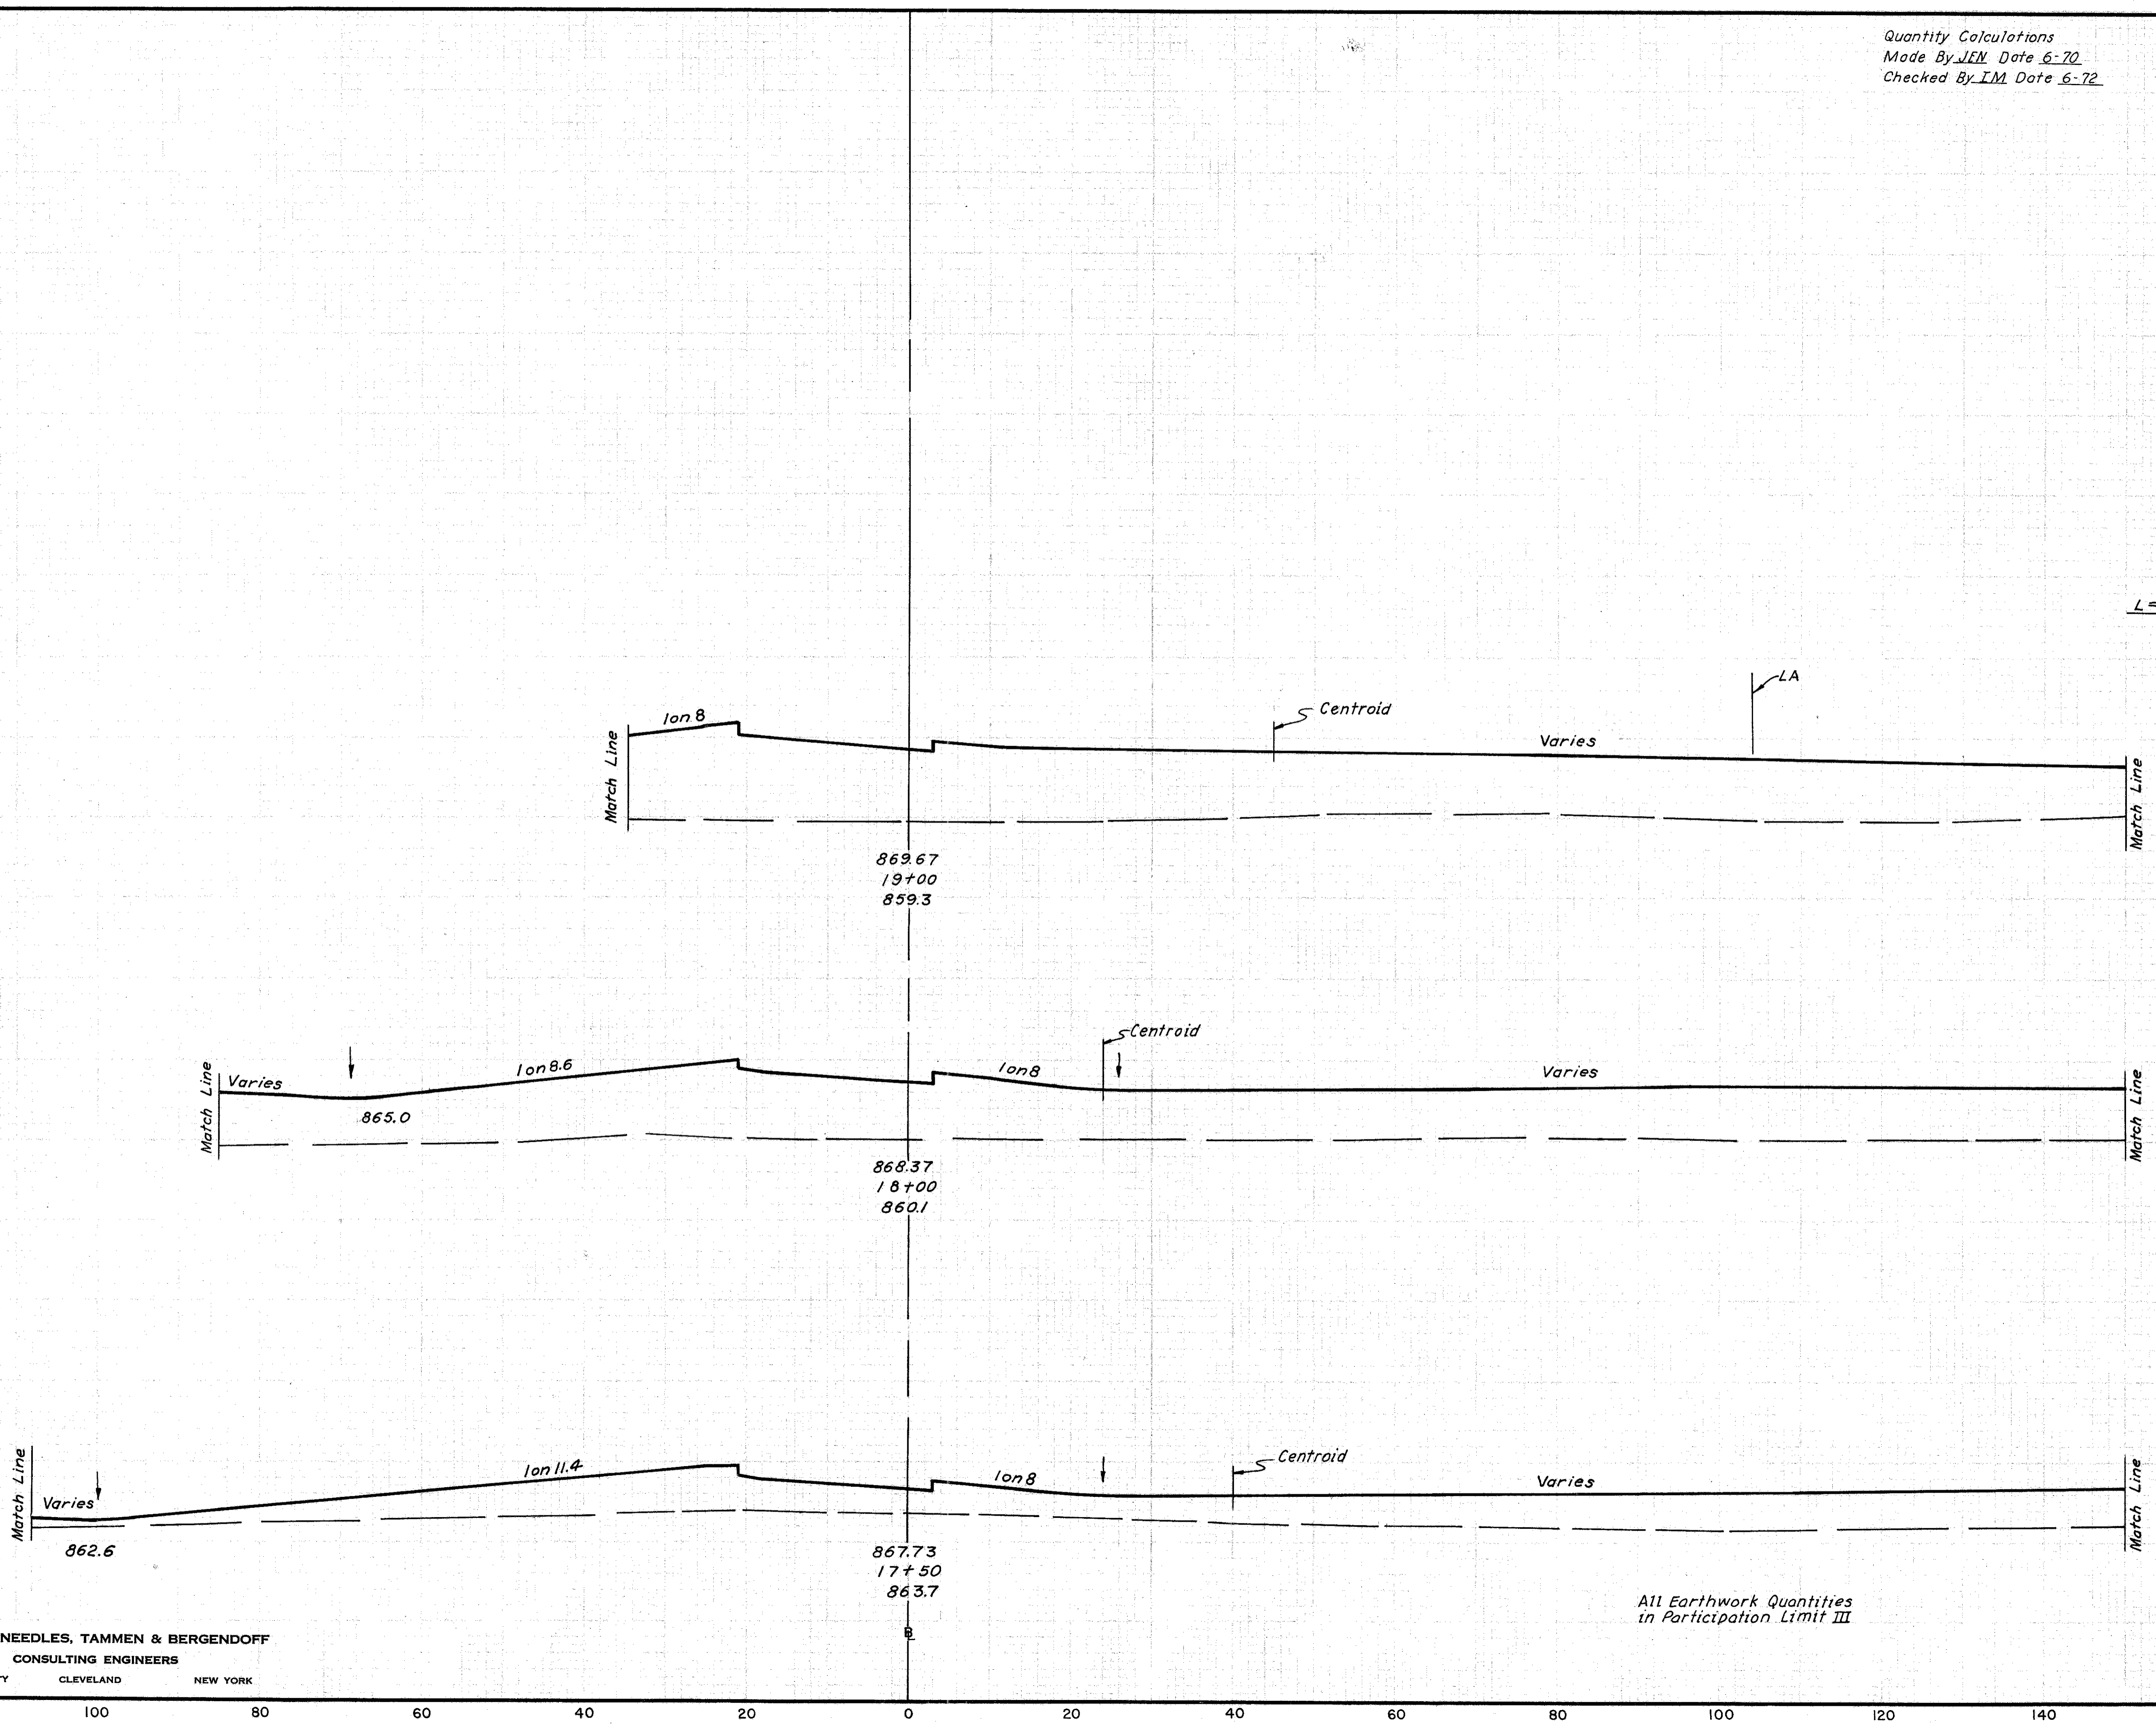 Quantity Calculations
Made By JEN Date 6-70
Checked By IM Date 6-72
L=
LA
Centroid
1 on 8
Varies
Match Line
Match Line
869.67
19+00
859.3
Centroid
Match Line
Varies
1 on 8.6
1 on 8
Varies
Match Line
865.0
868.37
18+00
860.1
Match Line
Varies
1 on 11.4
1 on 8
Centroid
Varies
Match Line
862.6
867.73
17+50
863.7
All Earthwork Quantities
in Participation Limit III
NEEDLES, TAMMEN & BERGENDOFF
CONSULTING ENGINEERS
Y CLEVELAND NEW YORK
B
100 80 60 40 20 0 20 40 60 80 100 120 140